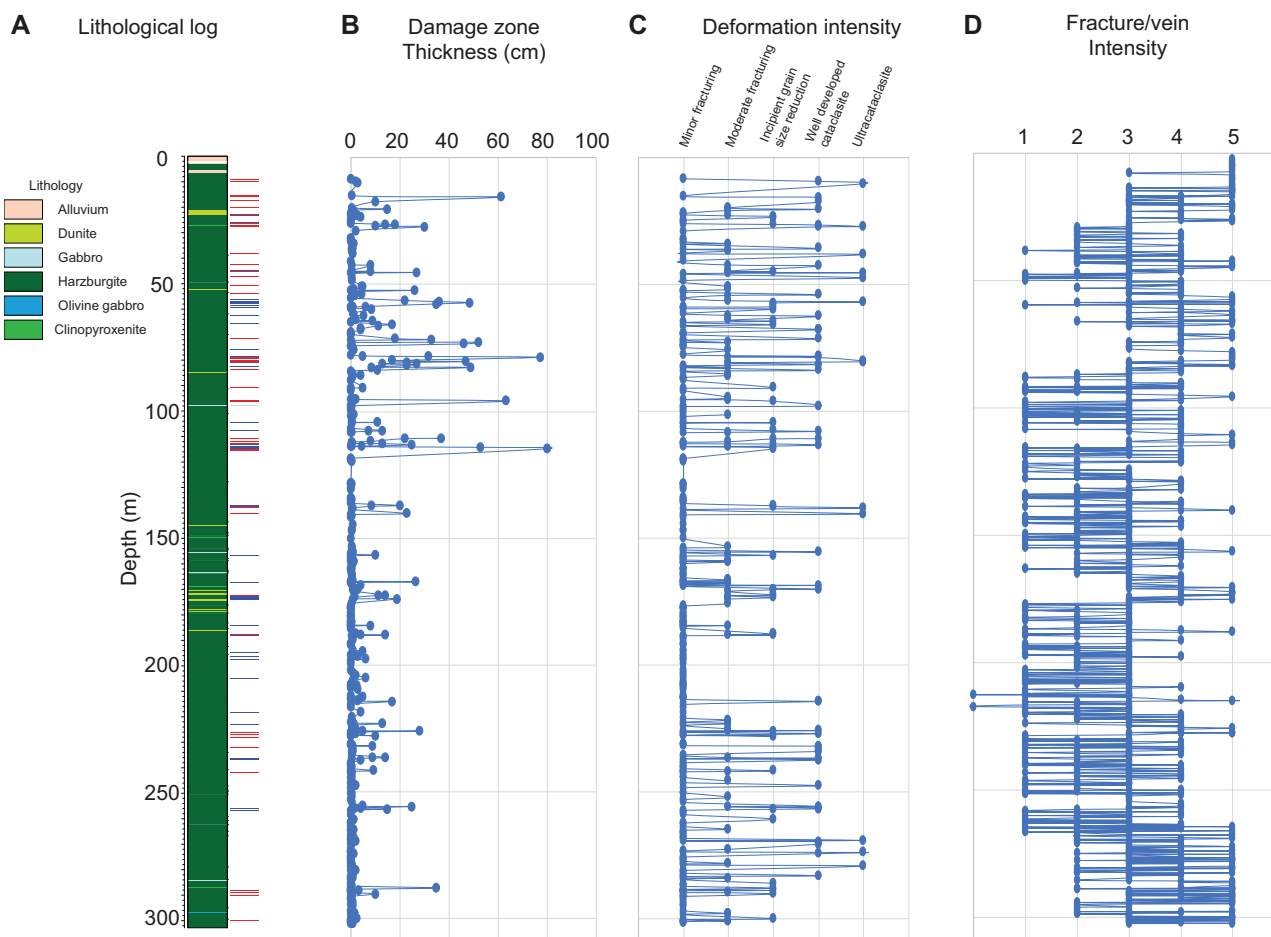 A
Lithological log
B
Damage zone
Thickness (cm)
C
Deformation intensity
D
Fracture/vein
Intensity
Minor fracturing
Moderate fracturing
Incipient grain
size reduction
Well developed
cataclasite
Ultracataclasite
0 20 40 60 80 100
1 2 3 4 5
Lithology
Alluvium
Dunite
Gabbro
Harzburgite
Olivine gabbro
Clinopyroxenite
Depth (m)
0
50
100
150
200
250
300